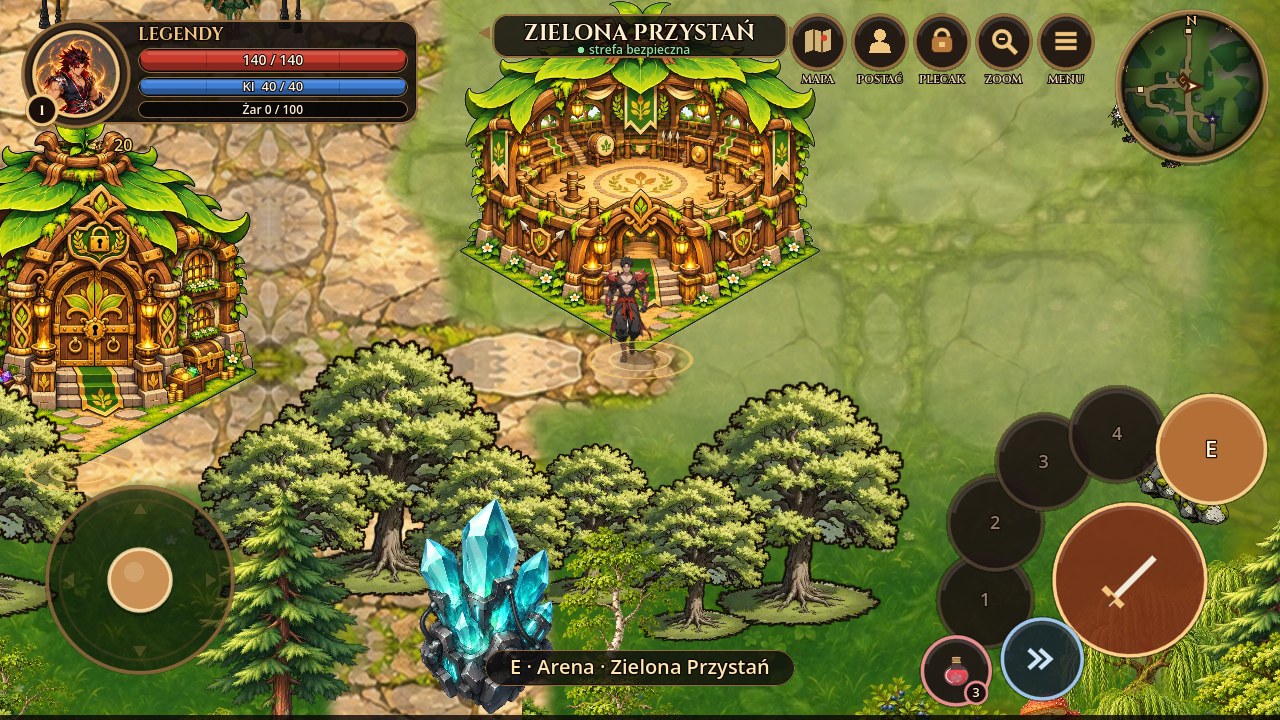 LEGENDY
140 / 140
KI 40 / 40
Żar 0 / 100
1
20
ZIELONA PRZYSTAŃ
strefa bezpieczna
MAPA
POSTAĆ
PLECAK
ZOOM
MENU
N
4
E
3
2
1
3
E · Arena · Zielona Przystań